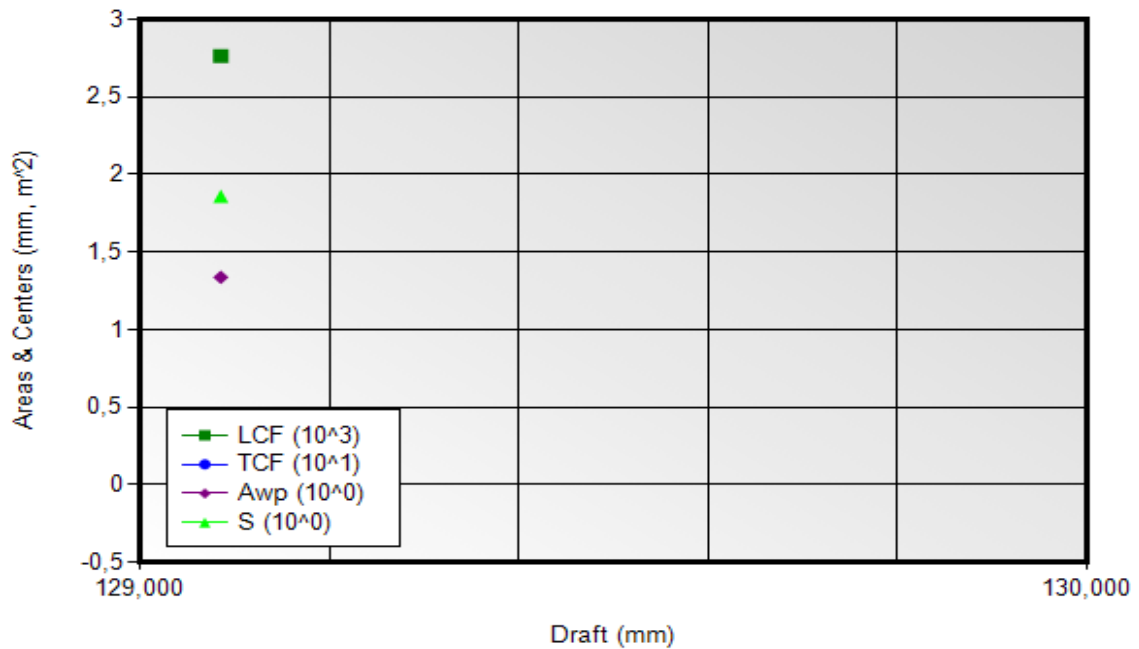 3
2,5
2
1,5
1
0,5
0
-0,5
Areas & Centers (mm, m^2)
LCF (10^3)
TCF (10^1)
Awp (10^0)
S (10^0)
129,000
130,000
Draft (mm)